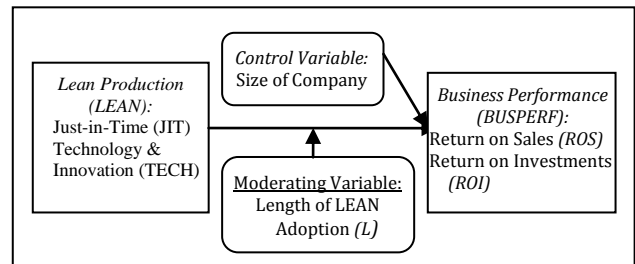 Lean Production
(LEAN):
Just-in-Time (JIT)
Technology &
Innovation (TECH)
Control Variable:
Size of Company
Moderating Variable:
Length of LEAN
Adoption (L)
Business Performance
(BUSPERF):
Return on Sales (ROS)
Return on Investments
(ROI)